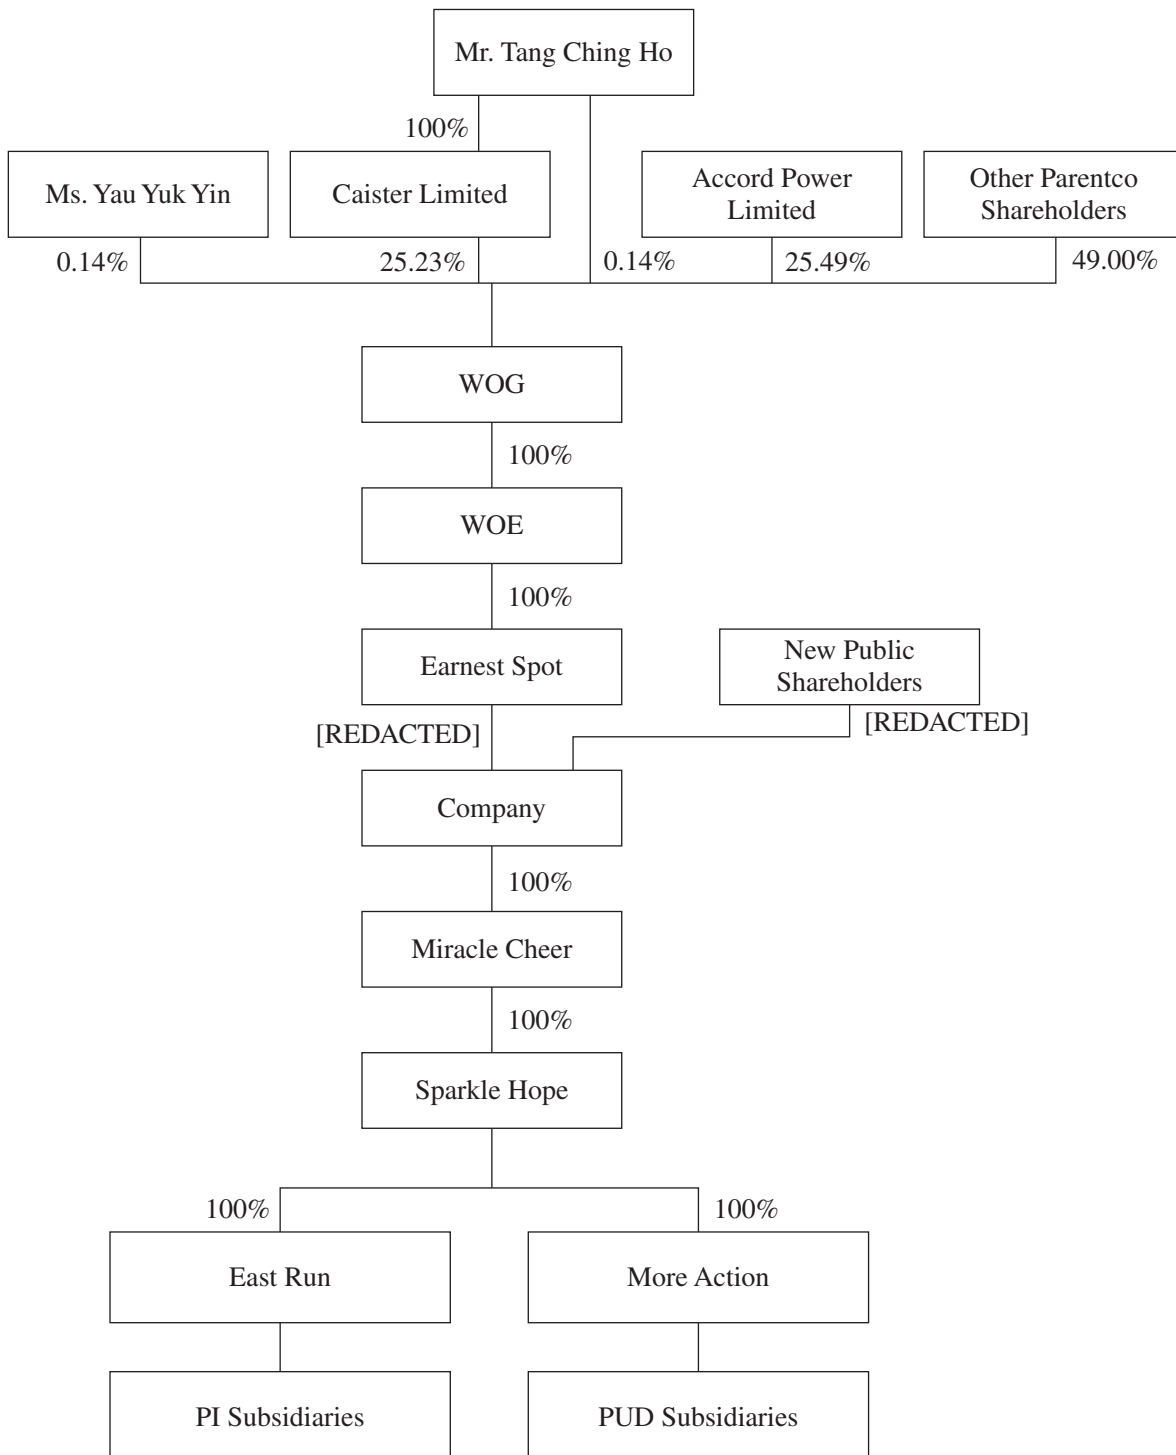 Mr. Tang Ching Ho
100%
Ms. Yau Yuk Yin
Caister Limited
Accord Power
Limited
Other Parentco
Shareholders
0.14%
25.23%
0.14%
25.49%
49.00%
WOG
100%
WOE
100%
Earnest Spot
New Public
Shareholders
[REDACTED]
[REDACTED]
Company
100%
Miracle Cheer
100%
Sparkle Hope
100%
100%
East Run
More Action
PI Subsidiaries
PUD Subsidiaries